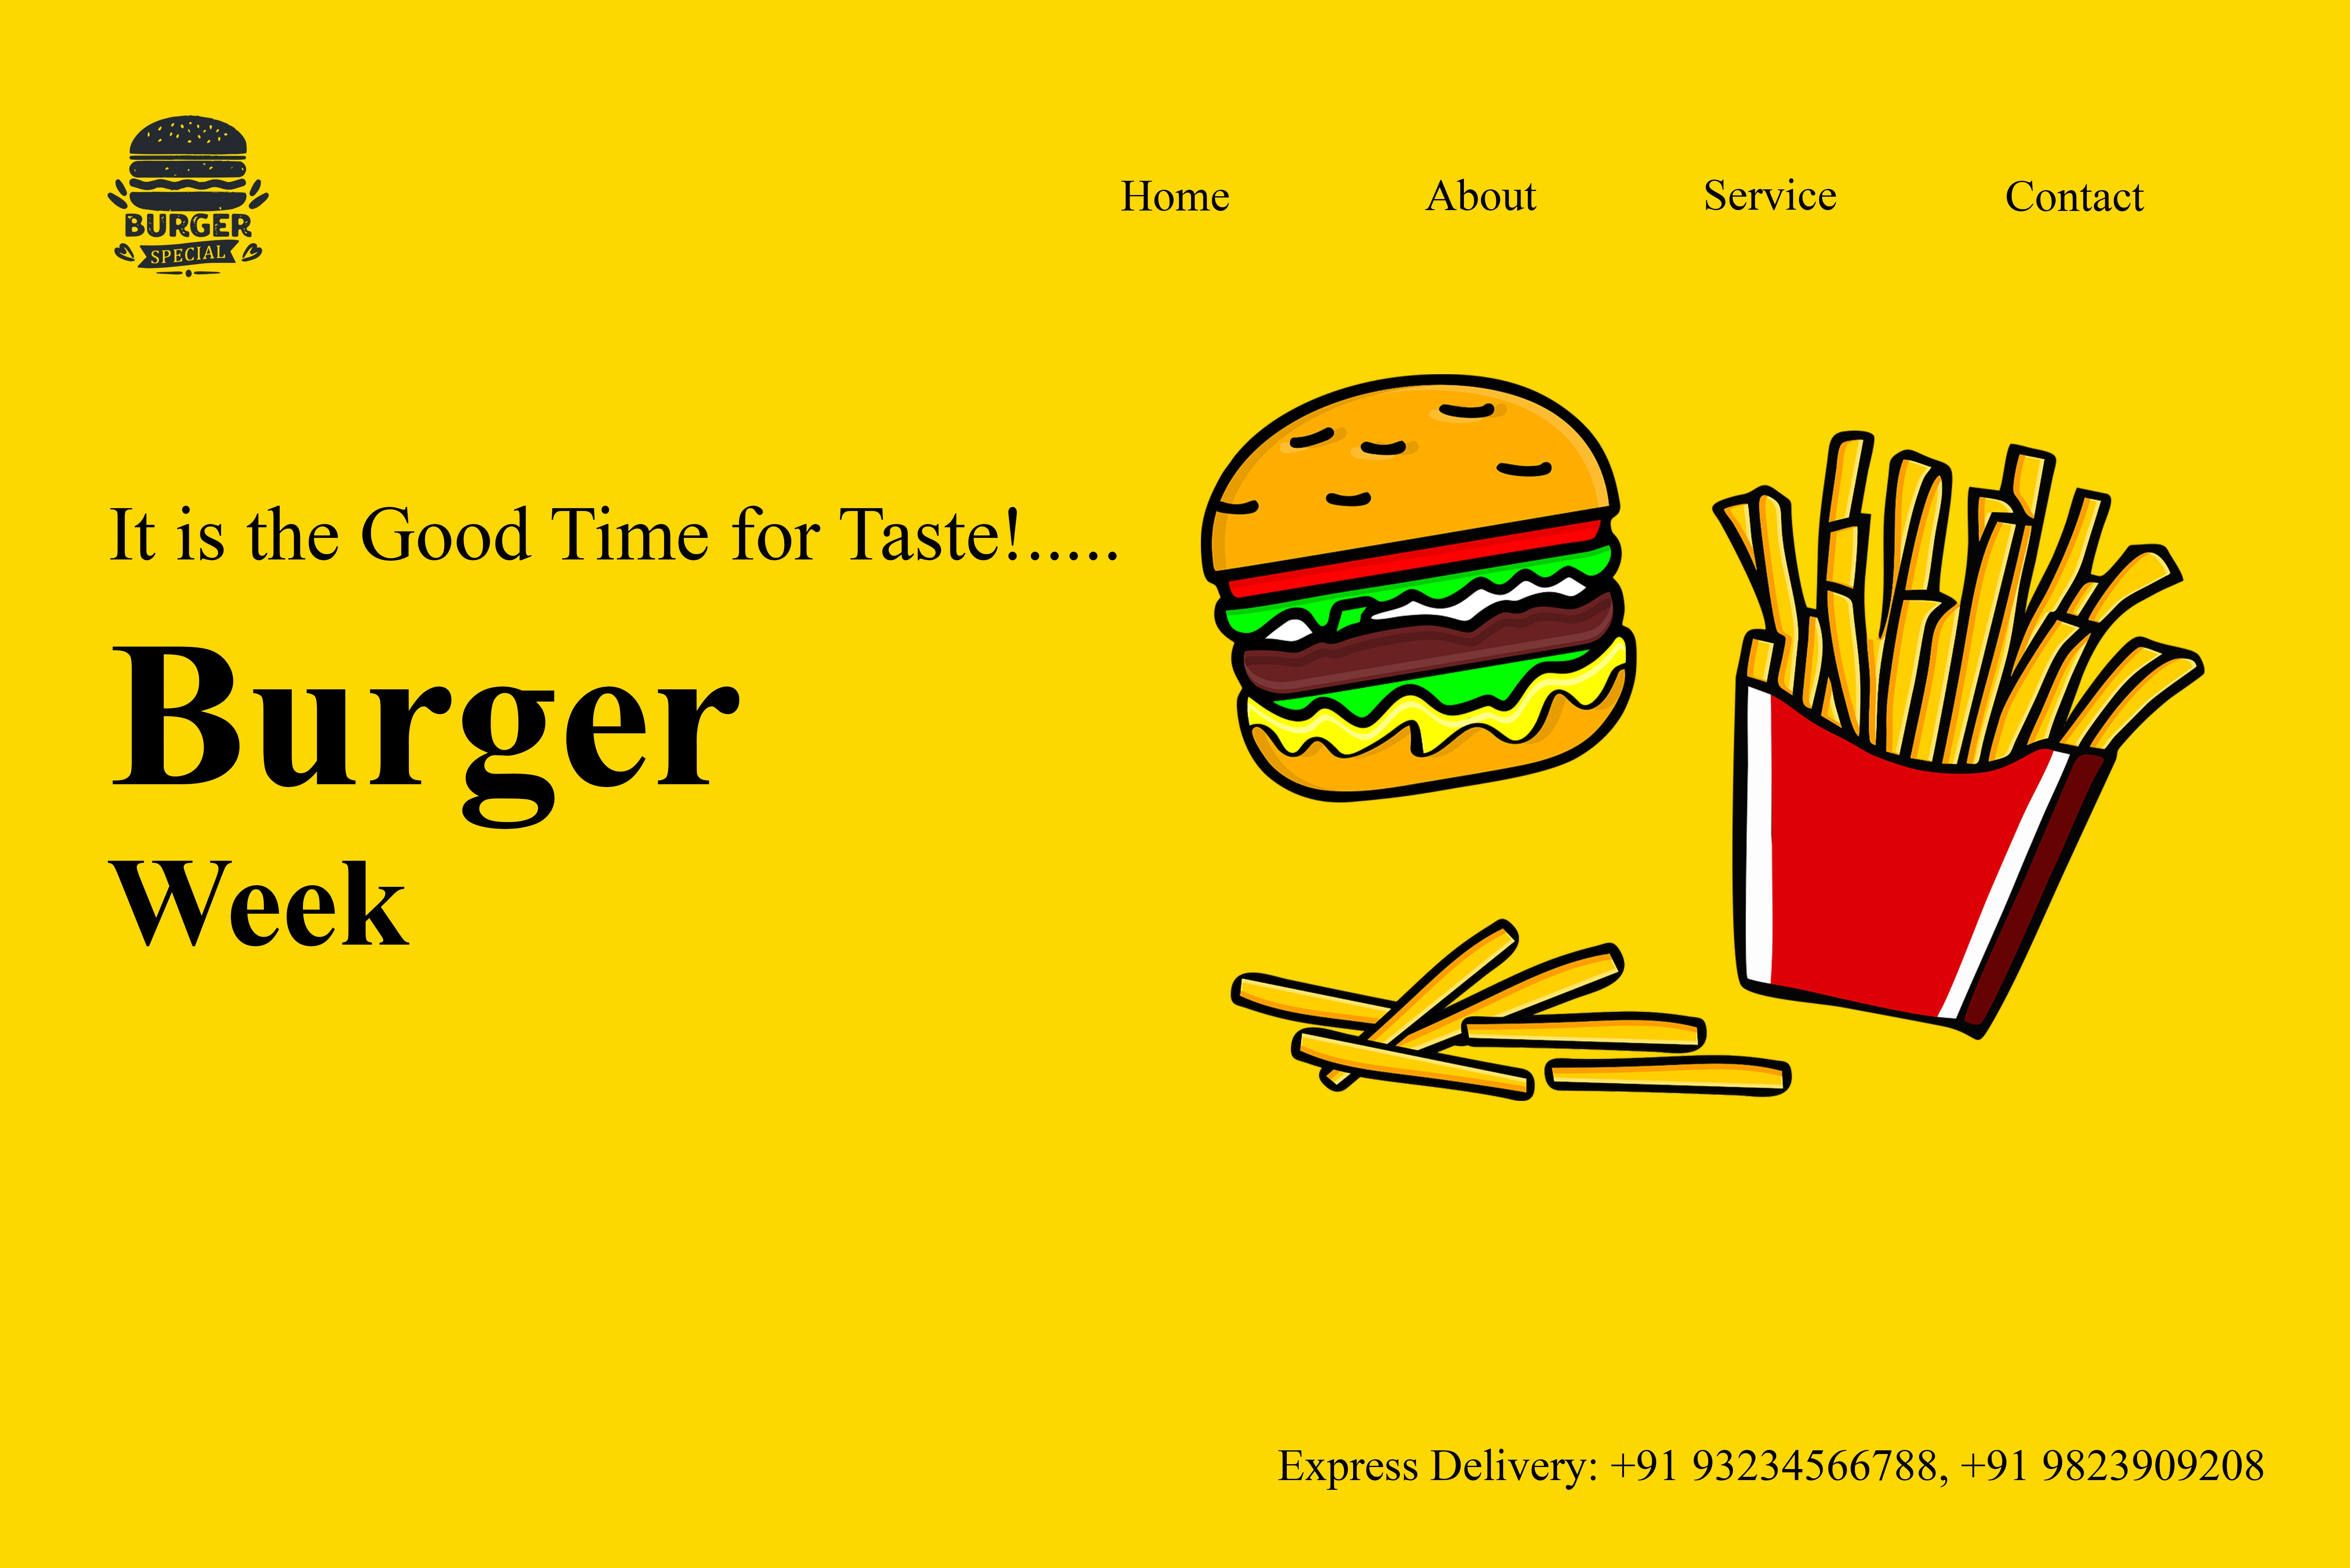 BURGER
SPECIAL
Home About Service Contact
It is the Good Time for Taste!.....
Burger
Week
Express Delivery: +91 93234566788, +91 9823909208